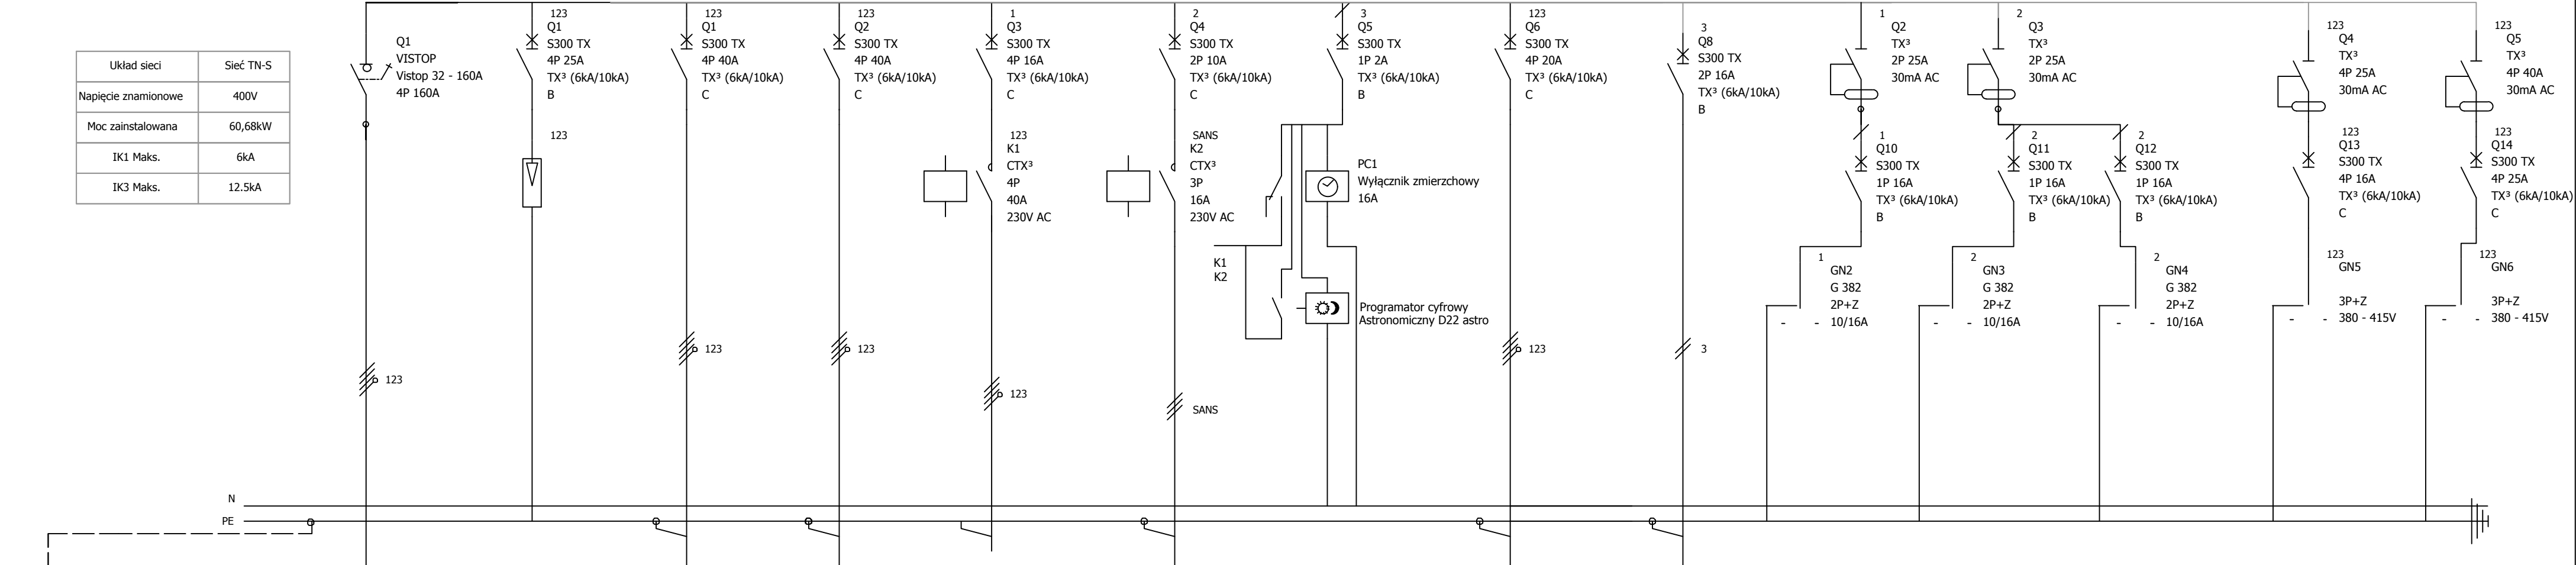 Układ sieci Sieć TN-S
Napięcie znamionowe 400V
Moc zainstalowana 60,68kW
IK1 Maks. 6kA
IK3 Maks. 12.5kA
Q1
VISTOP
Vistop 32 - 160A
4P 160A
123
123
Q1
S300 TX
4P 25A
TX³ (6kA/10kA)
B
123
123
Q1
S300 TX
4P 40A
TX³ (6kA/10kA)
C
123
123
Q2
S300 TX
4P 40A
TX³ (6kA/10kA)
C
123
1
Q3
S300 TX
4P 16A
TX³ (6kA/10kA)
C
123
K1
CTX³
4P
40A
230V AC
123
2
Q4
S300 TX
2P 10A
TX³ (6kA/10kA)
C
SANS
K2
CTX³
3P
16A
230V AC
SANS
3
Q5
S300 TX
1P 2A
TX³ (6kA/10kA)
B
PC1
Wyłącznik zmierzchowy
16A
K1
K2
Programator cyfrowy
Astronomiczny D22 astro
123
Q6
S300 TX
4P 20A
TX³ (6kA/10kA)
C
123
3
Q8
S300 TX
2P 16A
TX³ (6kA/10kA)
B
3
1
Q2
TX³
2P 25A
30mA AC
1
Q10
S300 TX
1P 16A
TX³ (6kA/10kA)
B
1
GN2
G 382
2P+Z
- - 10/16A
2
Q3
TX³
2P 25A
30mA AC
2
Q11
S300 TX
1P 16A
TX³ (6kA/10kA)
B
2
GN3
G 382
2P+Z
- - 10/16A
2
Q12
S300 TX
1P 16A
TX³ (6kA/10kA)
B
2
GN4
G 382
2P+Z
- - 10/16A
123
Q4
TX³
4P 25A
30mA AC
123
Q13
S300 TX
4P 16A
TX³ (6kA/10kA)
C
123
GN5
3P+Z
- - 380 - 415V
123
Q5
TX³
4P 40A
30mA AC
123
Q14
S300 TX
4P 25A
TX³ (6kA/10kA)
C
123
GN6
3P+Z
- - 380 - 415V
N
PE